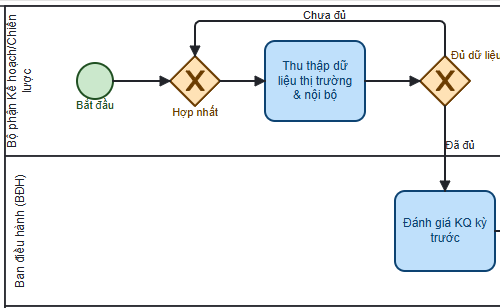 Bộ phận Kế hoạch/Chiến
lược
Chưa đủ
Bắt đầu
Hợp nhất
Thu thập dữ
liệu thị trường
& nội bộ
Đủ dữ liệu
Đã đủ
Ban điều hành (BĐH)
Đánh giá KQ kỳ
trước